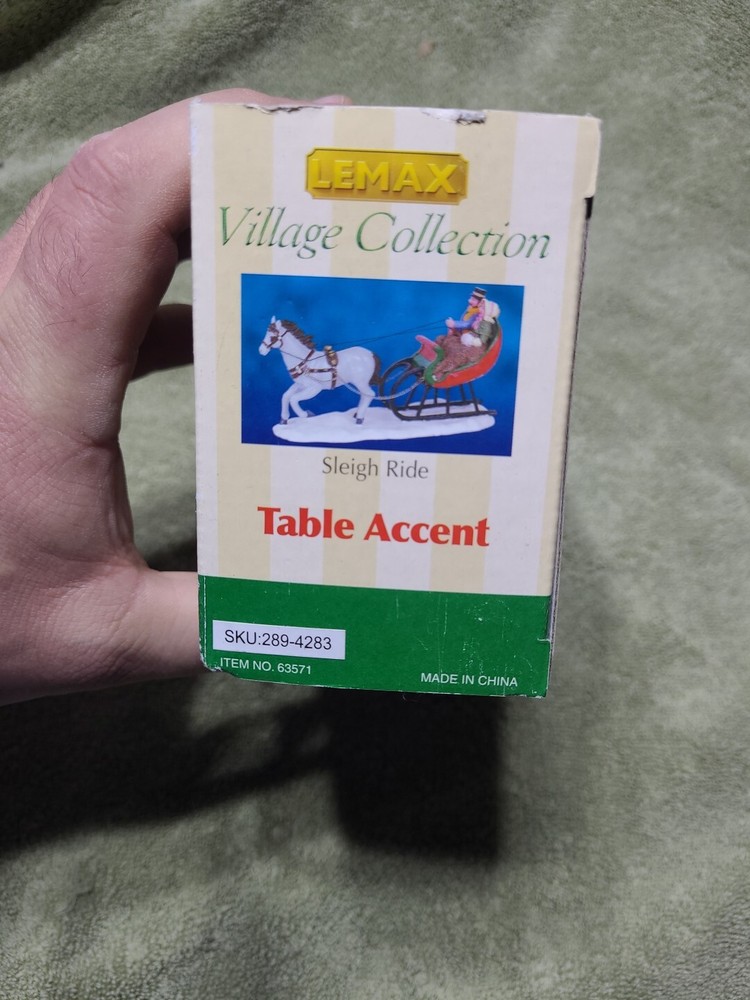 LEMAX
Village Collection
Sleigh Ride
Table Accent
SKU:289-4283
ITEM NO. 63571
MADE IN CHINA